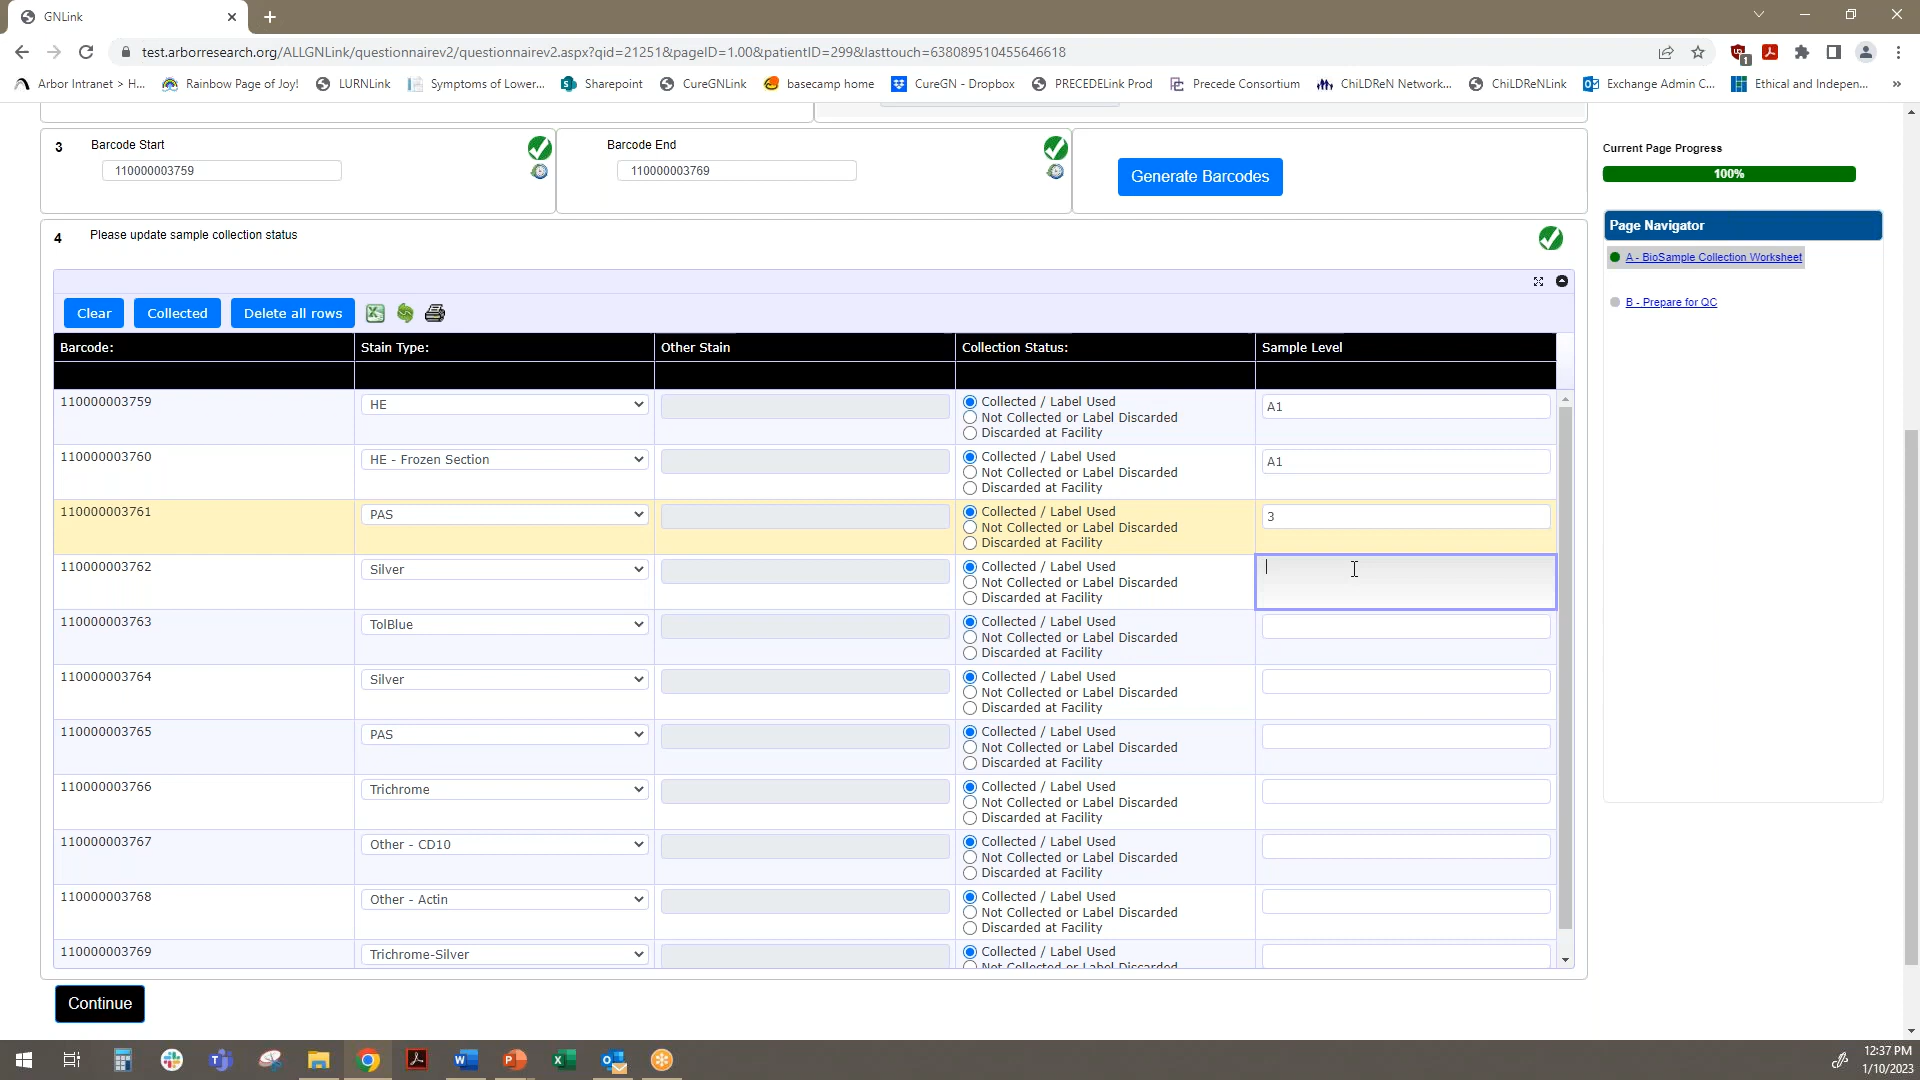 GNLink
test.arborresearch.org/ALLGNLink/questionnairev2/questionnairev2.aspx?qid=21251&pageID=1.00&patientID=299&lasttouch=638089510455646618
1
Arbor Intranet > H... Rainbow Page of Joy! LURNLink Symptoms of Lower... Sharepoint CureGNLink basecamp home CureGN - Dropbox PRECEDELink Prod Precede Consortium ChiLDReN Network... ChiLDReNLink Exchange Admin C... Ethical and Indepen... »
3 Barcode Start Barcode End
110000003759 110000003769 Generate Barcodes
Current Page Progress
100%
Page Navigator
A - BioSample Collection Worksheet
B - Prepare for QC
4 Please update sample collection status
Clear Collected Delete all rows
Barcode: Stain Type: Other Stain Collection Status: Sample Level
110000003759 HE Collected / Label Used A1
Not Collected or Label Discarded
Discarded at Facility
110000003760 HE - Frozen Section Collected / Label Used A1
Not Collected or Label Discarded
Discarded at Facility
110000003761 PAS Collected / Label Used 3
Not Collected or Label Discarded
Discarded at Facility
110000003762 Silver Collected / Label Used
Not Collected or Label Discarded
Discarded at Facility
110000003763 TolBlue Collected / Label Used
Not Collected or Label Discarded
Discarded at Facility
110000003764 Silver Collected / Label Used
Not Collected or Label Discarded
Discarded at Facility
110000003765 PAS Collected / Label Used
Not Collected or Label Discarded
Discarded at Facility
110000003766 Trichrome Collected / Label Used
Not Collected or Label Discarded
Discarded at Facility
110000003767 Other - CD10 Collected / Label Used
Not Collected or Label Discarded
Discarded at Facility
110000003768 Other - Actin Collected / Label Used
Not Collected or Label Discarded
Discarded at Facility
110000003769 Trichrome-Silver Collected / Label Used
Not Collected or Label Discarded
Continue
12:37 PM
1/10/2023